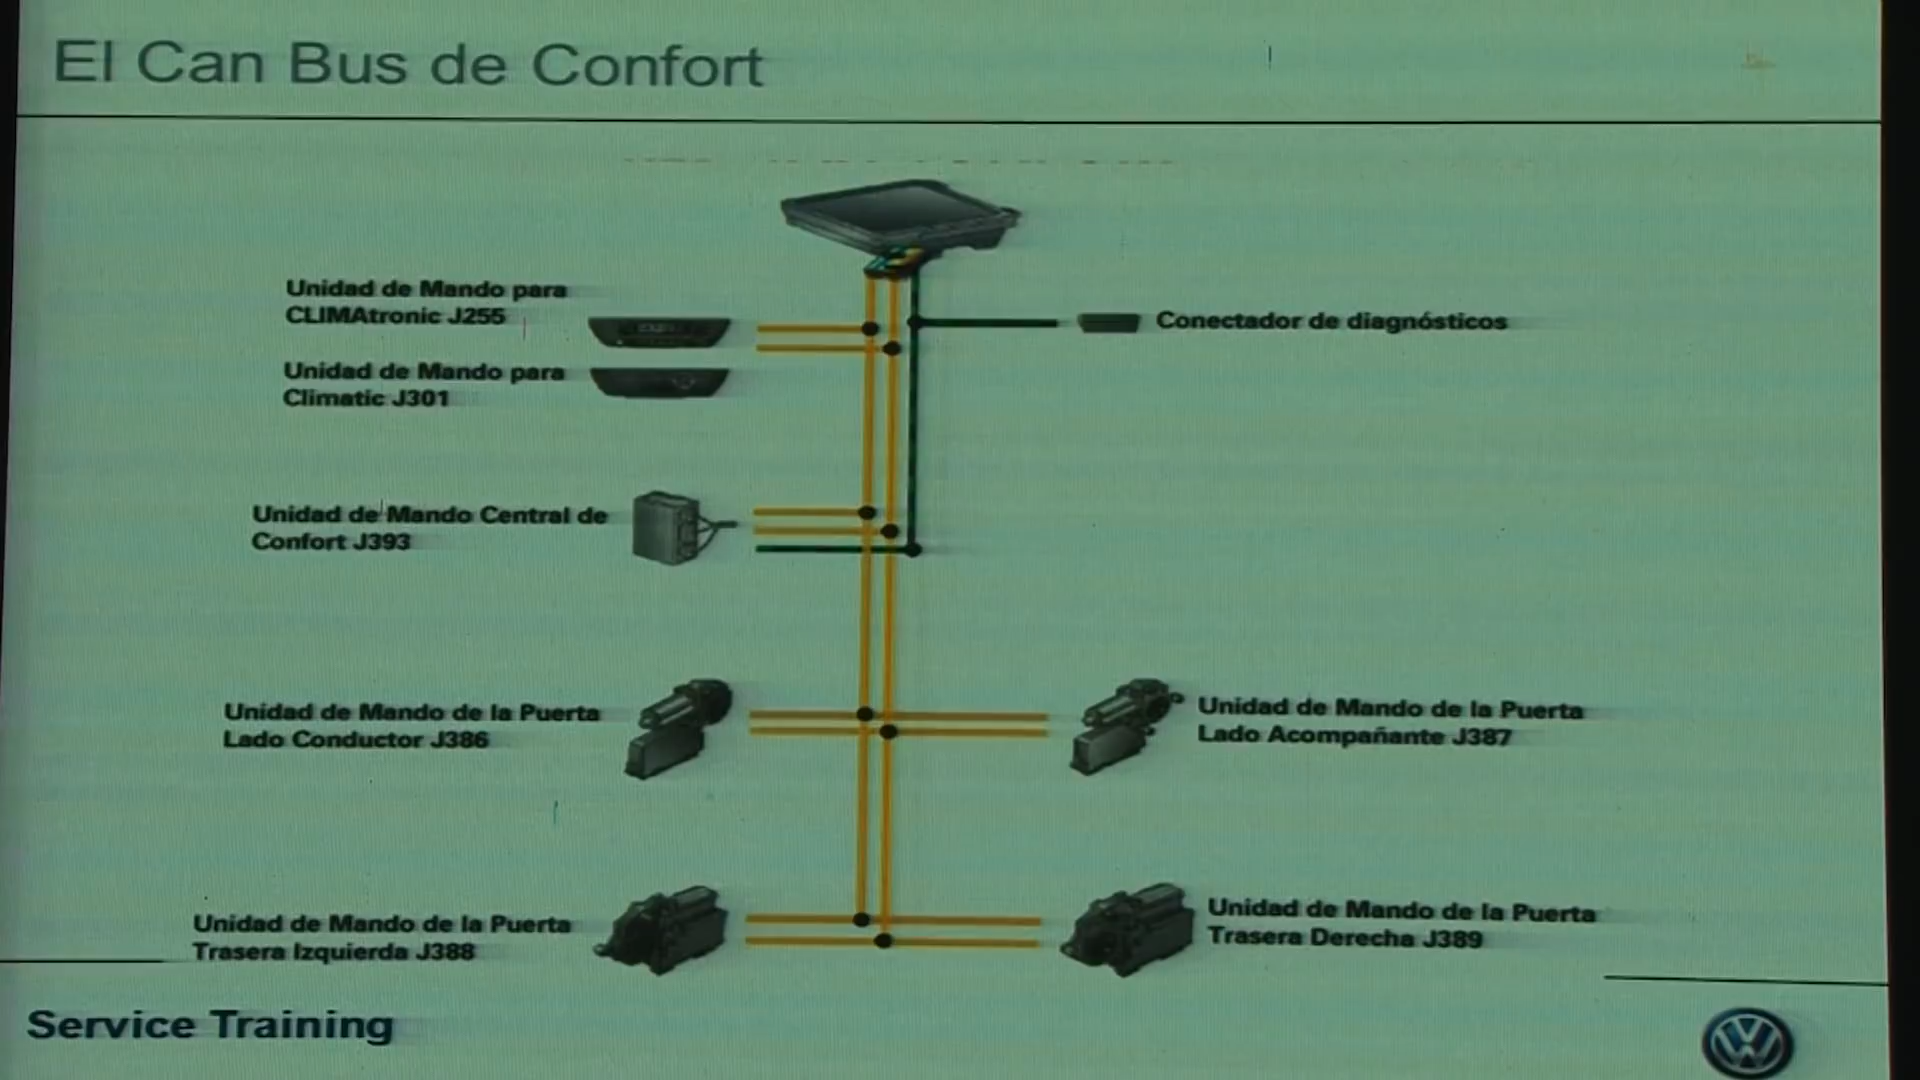 El Can Bus de Confort
Unidad de Mando para
CLIMAtronic J255
Conectador de diagnósticos
Unidad de Mando para
Climatic J301
Unidad de Mando Central de
Confort J393
Unidad de Mando de la Puerta
Lado Conductor J386
Unidad de Mando de la Puerta
Lado Acompañante J387
Unidad de Mando de la Puerta
Trasera Izquierda J388
Unidad de Mando de la Puerta
Trasera Derecha J389
Service Training